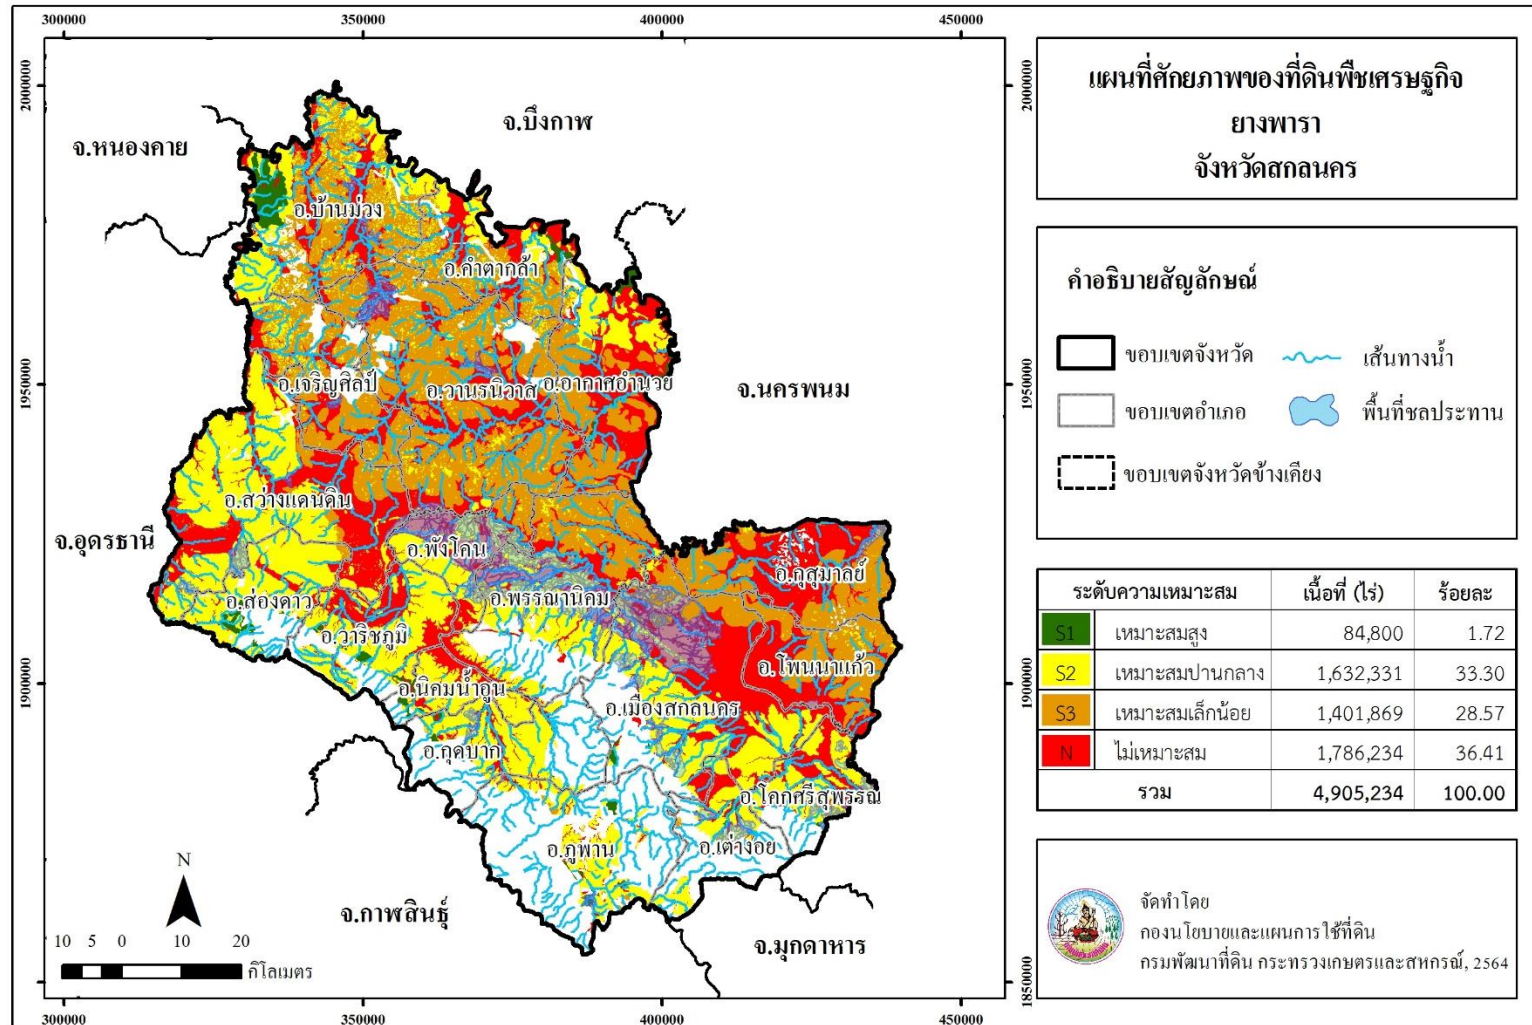 300000 350000 400000 450000
2000000
1950000
1900000
2000000
1950000
1900000
1850000
จ.หนองคาย
จ.บึงกาฬ
จ.นครพนม
จ.อุดรธานี
จ.กาฬสินธุ์
จ.มุกดาหาร
อ.บ้านม่วง
อ.คำตากล้า
อ.เจริญศิลป์
อ.วานรนิวาส
อ.อากาศอำนวย
อ.สว่างแดนดิน
อ.พังโคน
อ.กุสุมาลย์
อ.ส่องดาว
อ.วาริชภูมิ
อ.พรรณานิคม
อ.โพนนาแก้ว
อ.นิคมน้ำอูน
อ.เมืองสกลนคร
อ.กุดบาก
อ.โคกศรีสุพรรณ
อ.ภูพาน
อ.เต่างอย
N
10 5 0 10 20
กิโลเมตร
300000 350000 400000 450000
แผนที่ศักยภาพของที่ดินพืชเศรษฐกิจ
ยางพารา
จังหวัดสกลนคร
คำอธิบายสัญลักษณ์
ขอบเขตจังหวัด เส้นทางน้ำ
ขอบเขตอำเภอ พื้นที่ชลประทาน
ขอบเขตจังหวัดข้างเคียง
ระดับความเหมาะสม เนื้อที่ (ไร่) ร้อยละ
S1 เหมาะสมสูง 84,800 1.72
S2 เหมาะสมปานกลาง 1,632,331 33.30
S3 เหมาะสมเล็กน้อย 1,401,869 28.57
N ไม่เหมาะสม 1,786,234 36.41
รวม 4,905,234 100.00
จัดทำโดย
กองนโยบายและแผนการใช้ที่ดิน
กรมพัฒนาที่ดิน กระทรวงเกษตรและสหกรณ์, 2564